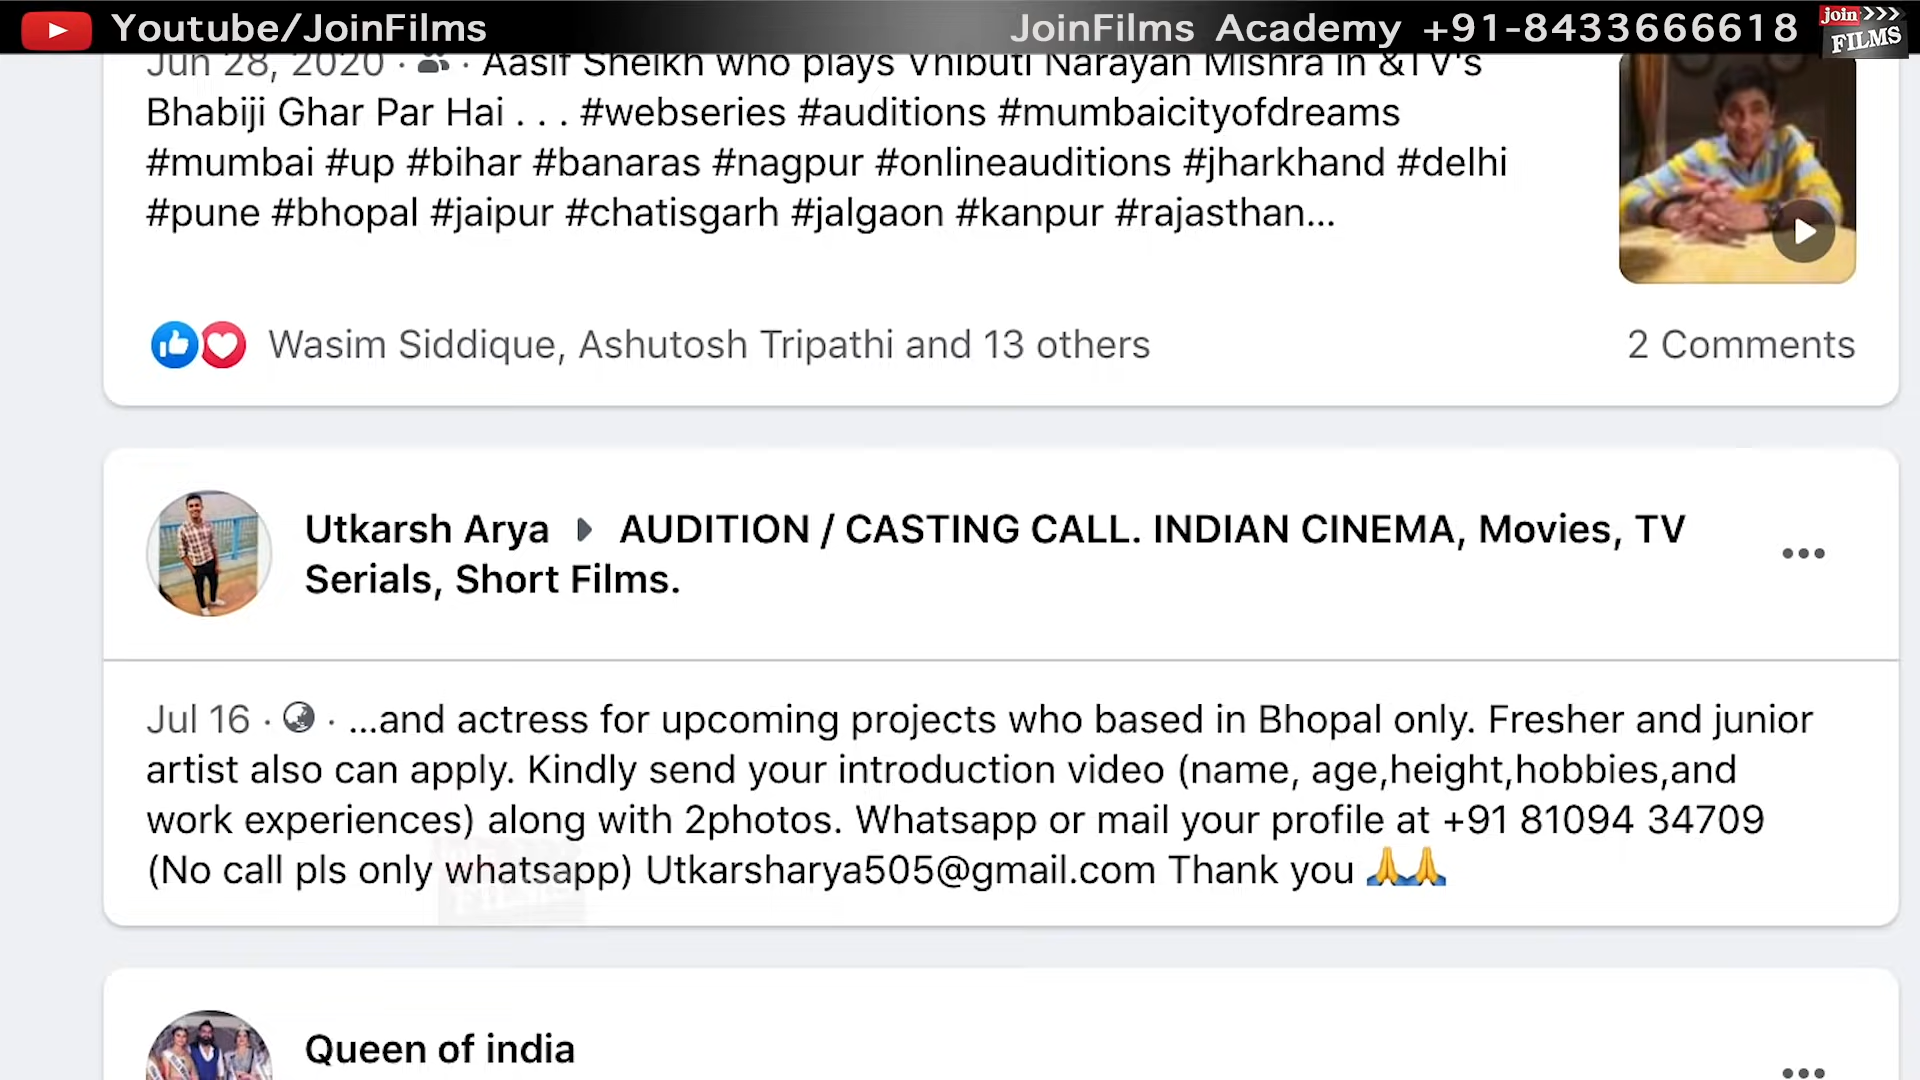 Youtube/JoinFilms JoinFilms Academy +91-8433666618 join FILMS
Jun 28, 2020 · · Aasif Sheikh who plays Vhibuti Narayan Mishra in &TV's
Bhabiji Ghar Par Hai . . . #webseries #auditions #mumbaicityofdreams
#mumbai #up #bihar #banaras #nagpur #onlineauditions #jharkhand #delhi
#pune #bhopal #jaipur #chatisgarh #jalgaon #kanpur #rajasthan...
Wasim Siddique, Ashutosh Tripathi and 13 others 2 Comments
Utkarsh Arya AUDITION / CASTING CALL. INDIAN CINEMA, Movies, TV
Serials, Short Films.
Jul 16 · · ...and actress for upcoming projects who based in Bhopal only. Fresher and junior
artist also can apply. Kindly send your introduction video (name, age,height,hobbies,and
work experiences) along with 2photos. Whatsapp or mail your profile at +91 81094 34709
(No call pls only whatsapp) Utkarsharya505@gmail.com Thank you 🙏🙏
Queen of india